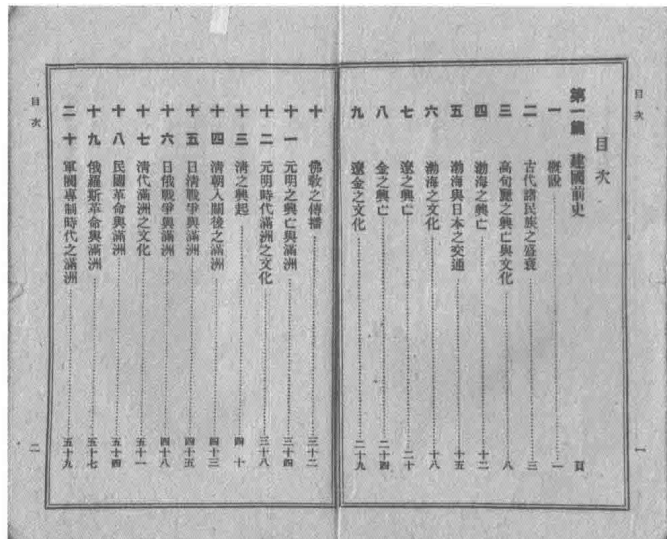 目次
目次
第一篇 建國前史 頁
一 概說 一
二 古代諸民族之盛衰 三
三 高句麗之興亡與文化 八
四 渤海之興亡 十二
五 渤海與日本之交通 十五
六 渤海之文化 十八
七 遼之興亡 二十
八 金之興亡 二十四
九 遼金之文化 二十九
一
目次
十 佛敎之傳播 三十二
十一 元明之興亡與滿洲 三十四
十二 元明時代滿洲之文化 三十八
十三 清之興起 四十
十四 清朝入關後之滿洲 四十三
十五 日清戰爭與滿洲 四十五
十六 日俄戰爭與滿洲 四十八
十七 清代滿洲之文化 五十一
十八 民國革命與滿洲 五十四
十九 俄羅斯革命與滿洲 五十七
二十 軍閥專制時代之滿洲 五十九
二